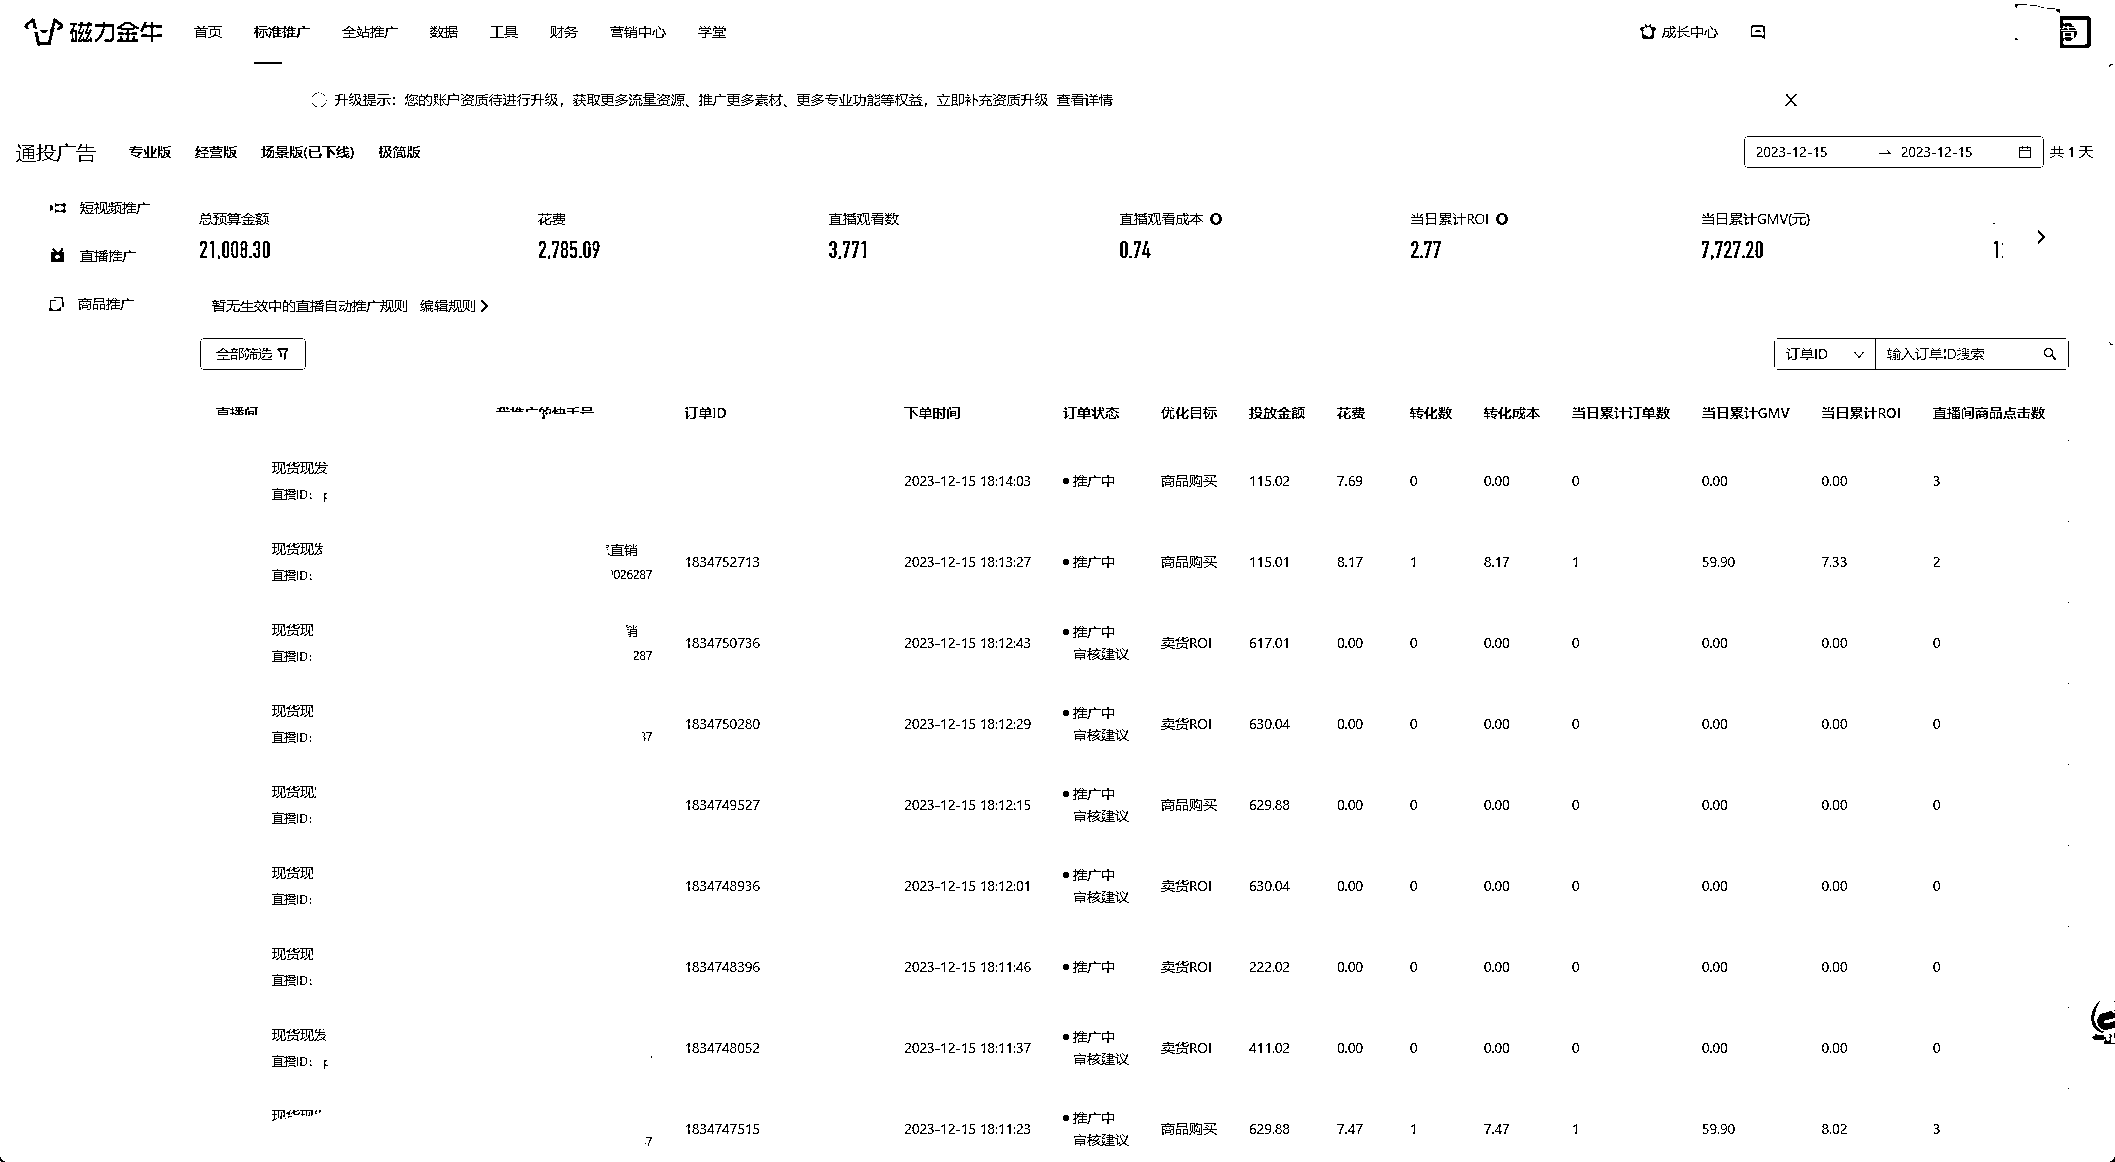 磁力金牛 首页 标准推广 全站推广 数据 工具 财务 营销中心 学堂 成长中心
升级提示：您的账户资质待进行升级，获取更多流量资源、推广更多素材、更多专业功能等权益，立即补充资质升级 查看详情
通投广告 专业版 经营版 场景版(已下线) 极简版 2023-12-15 → 2023-12-15 共 1 天
短视频推广
直播推广
商品推广
总预算金额 花费 直播观看数 直播观看成本 当日累计ROI 当日累计GMV(元)
21,008.30 2,785.09 3,771 0.74 2.77 7,727.20
暂无生效中的直播自动推广规则 编辑规则
全部筛选 订单ID 输入订单ID搜索
直播间 订单ID 下单时间 订单状态 优化目标 投放金额 花费 转化数 转化成本 当日累计订单数 当日累计GMV 当日累计ROI 直播间商品点击数
现货现发
直播ID: 2023-12-15 18:14:03 推广中 商品购买 115.02 7.69 0 0.00 0 0.00 0.00 3
现货现发 直销
直播ID: 026287 1834752713 2023-12-15 18:13:27 推广中 商品购买 115.01 8.17 1 8.17 1 59.90 7.33 2
现货现 销 推广中
直播ID: 287 1834750736 2023-12-15 18:12:43 审核建议 卖货ROI 617.01 0.00 0 0.00 0 0.00 0.00 0
现货现 推广中
直播ID: 37 1834750280 2023-12-15 18:12:29 审核建议 卖货ROI 630.04 0.00 0 0.00 0 0.00 0.00 0
现货现 推广中
直播ID: 1834749527 2023-12-15 18:12:15 审核建议 商品购买 629.88 0.00 0 0.00 0 0.00 0.00 0
现货现 推广中
直播ID: 1834748936 2023-12-15 18:12:01 审核建议 卖货ROI 630.04 0.00 0 0.00 0 0.00 0.00 0
现货现
直播ID: 1834748396 2023-12-15 18:11:46 推广中 卖货ROI 222.02 0.00 0 0.00 0 0.00 0.00 0
现货现发 推广中
直播ID: 1834748052 2023-12-15 18:11:37 审核建议 卖货ROI 411.02 0.00 0 0.00 0 0.00 0.00 0
推广中
7 1834747515 2023-12-15 18:11:23 审核建议 商品购买 629.88 7.47 1 7.47 1 59.90 8.02 3